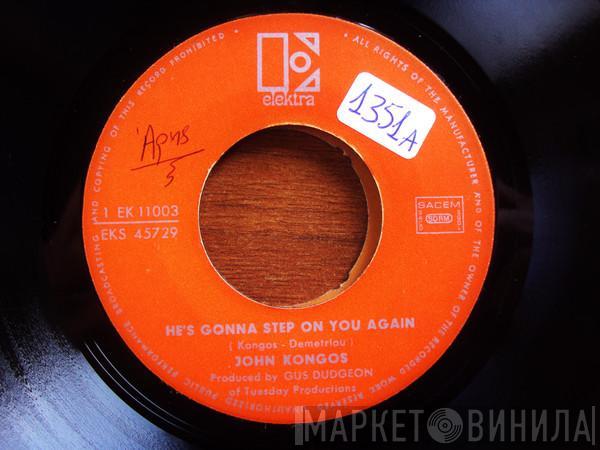 • ALL RIGHTS OF THE MANUFACTURER AND OF THE OWNER OF THE RECORDED WORK RESERVED
UNAUTHORIZED PUBLIC PERFORMANCE BROADCASTING AND COPYING OF THIS RECORD PROHIBITED •
elektra
1351A
Αρης
3
1 EK 11003
EKS 45729
SACEM
SDRM
HE'S GONNA STEP ON YOU AGAIN
( Kongos - Demetriou )
JOHN KONGOS
Produced by GUS DUDGEON
of Tuesday Productions
МАРКЕТ ВИНИЛА